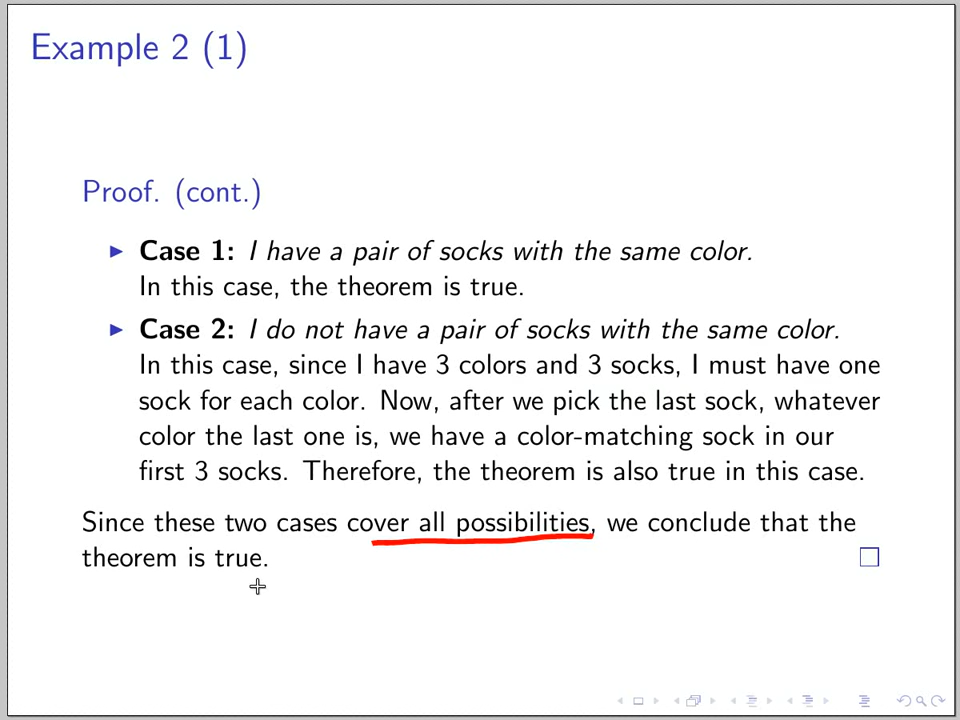 Example 2 (1)
Proof. (cont.)
Case 1: I have a pair of socks with the same color.
In this case, the theorem is true.
Case 2: I do not have a pair of socks with the same color.
In this case, since I have 3 colors and 3 socks, I must have one
sock for each color. Now, after we pick the last sock, whatever
color the last one is, we have a color-matching sock in our
first 3 socks. Therefore, the theorem is also true in this case.
Since these two cases cover all possibilities, we conclude that the
theorem is true.